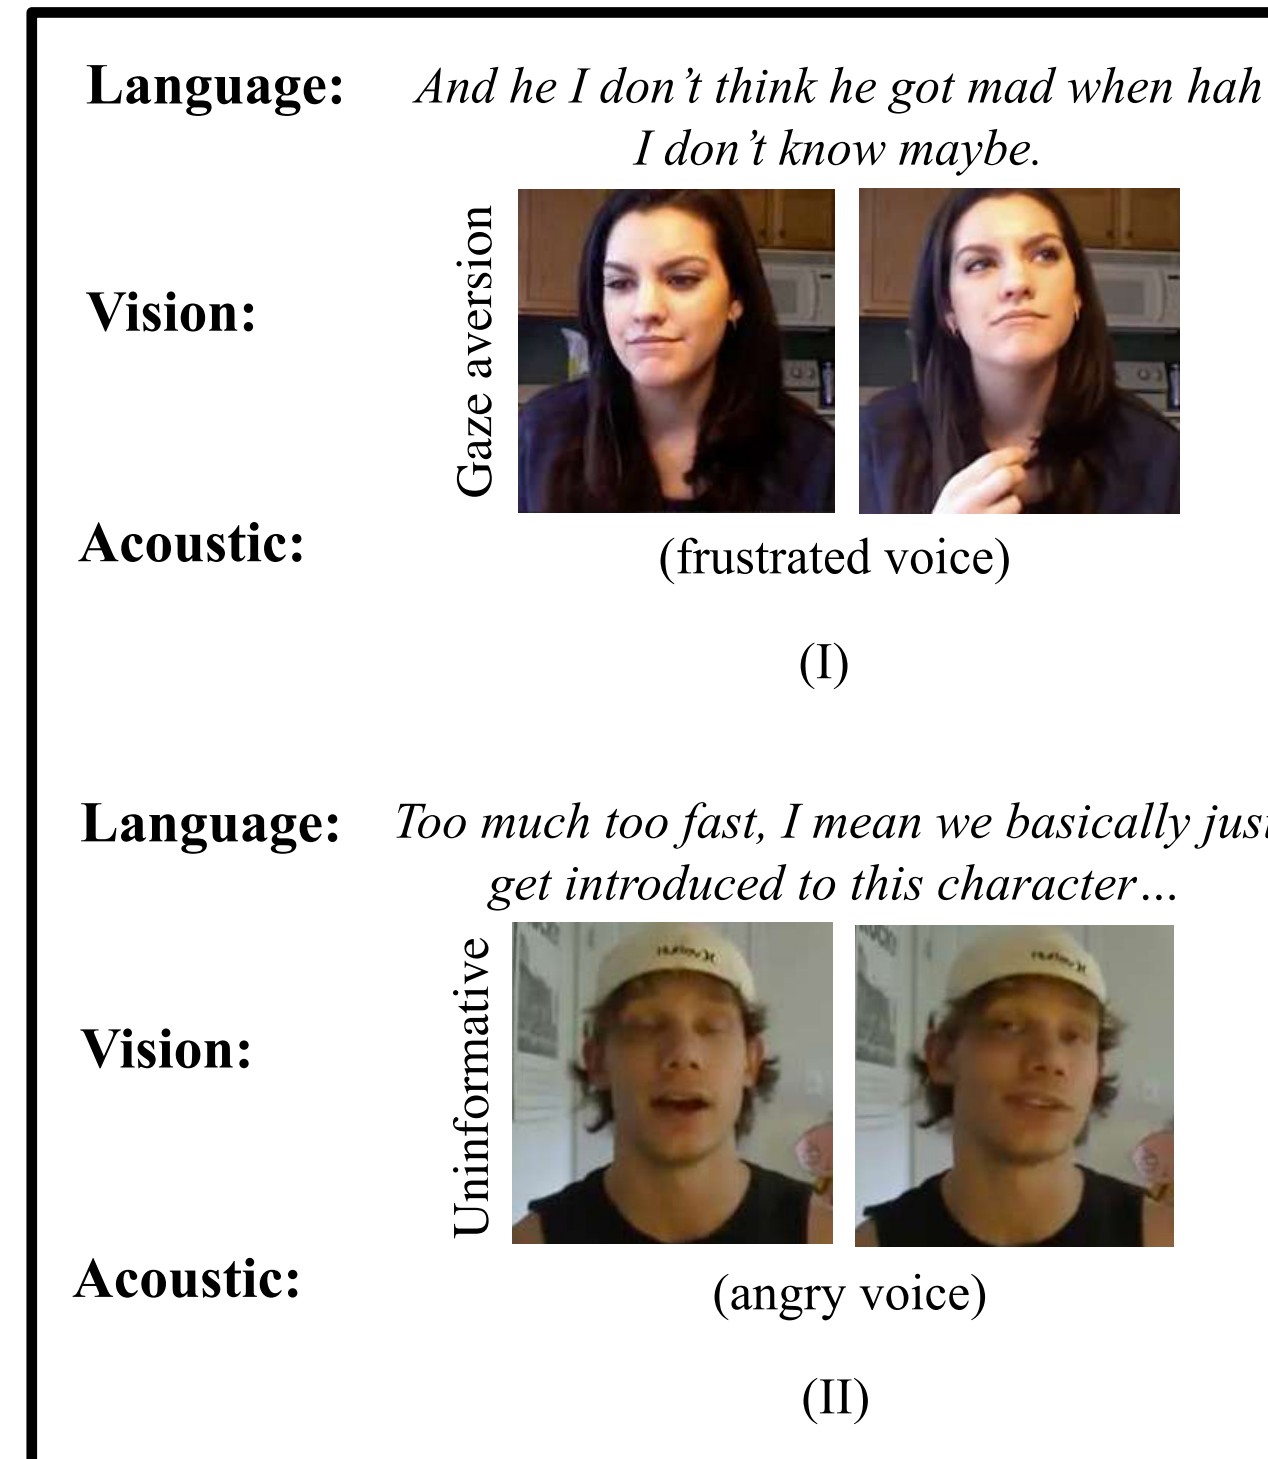 Language: And he I don't think he got mad when hah
I don't know maybe.
Gaze aversion
Vision:
Acoustic: (frustrated voice)
(I)
Language: Too much too fast, I mean we basically
get introduced to this character...
Uninformative
Hurley
Vision:
Acoustic: (angry voice)
(II)